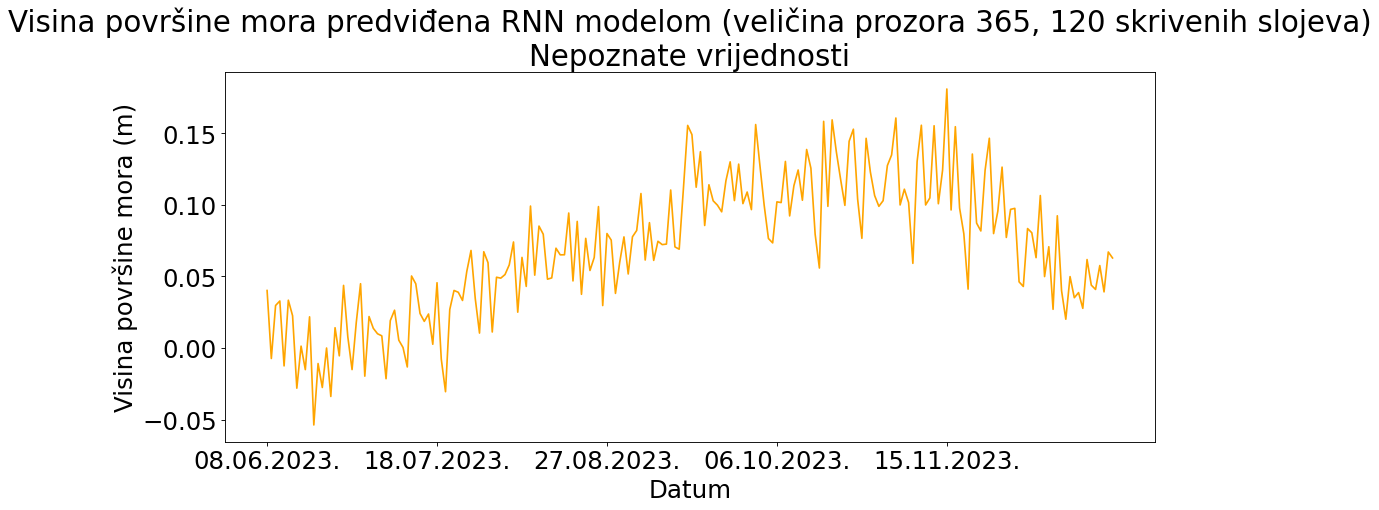 Visina površine mora predviđena RNN modelom (veličina prozora 365, 120 skrivenih slojeva)
Nepoznate vrijednosti
Visina površine mora (m)
0.15
0.10
0.05
0.00
−0.05
08.06.2023. 18.07.2023. 27.08.2023. 06.10.2023. 15.11.2023.
Datum